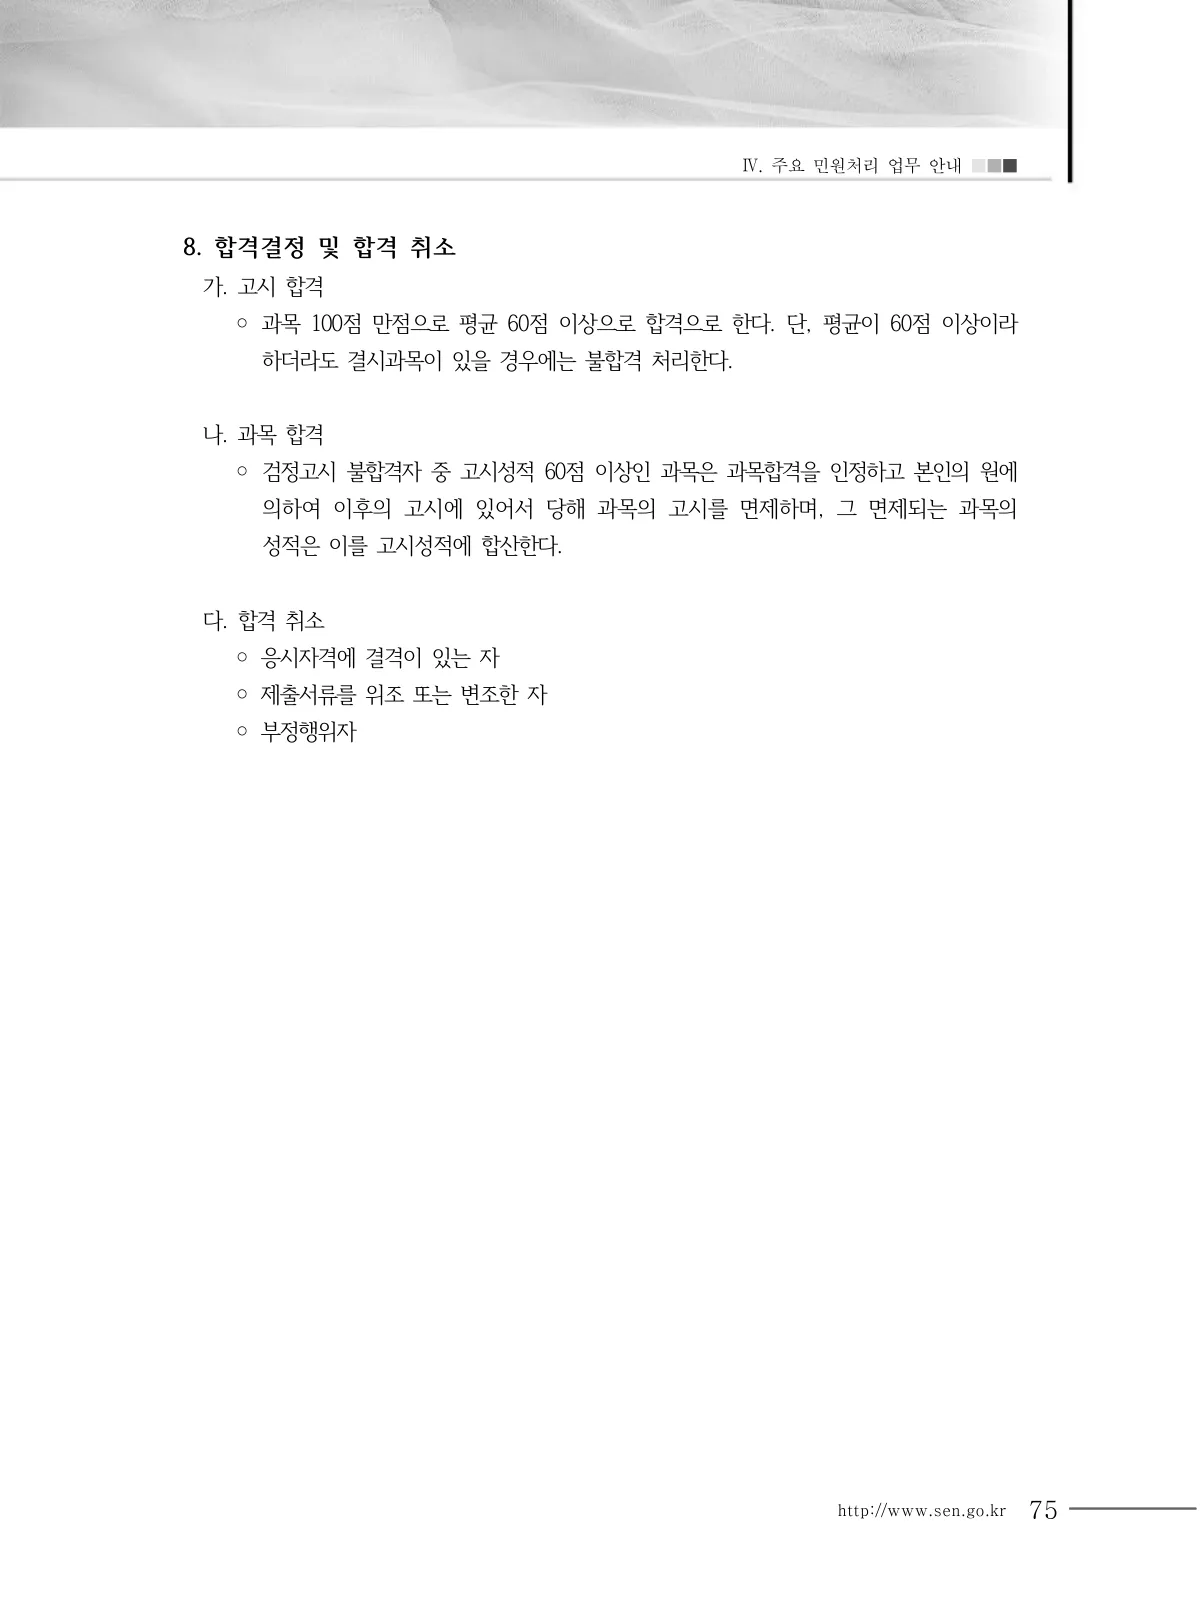 Ⅳ. 주요 민원처리 업무 안내
8. 합격결정 및 합격 취소
가. 고시 합격
○ 과목 100점 만점으로 평균 60점 이상으로 합격으로 한다. 단, 평균이 60점 이상이라
하더라도 결시과목이 있을 경우에는 불합격 처리한다.
나. 과목 합격
○ 검정고시 불합격자 중 고시성적 60점 이상인 과목은 과목합격을 인정하고 본인의 원에
의하여 이후의 고시에 있어서 당해 과목의 고시를 면제하며, 그 면제되는 과목의
성적은 이를 고시성적에 합산한다.
다. 합격 취소
○ 응시자격에 결격이 있는 자
○ 제출서류를 위조 또는 변조한 자
○ 부정행위자
http://www.sen.go.kr 75